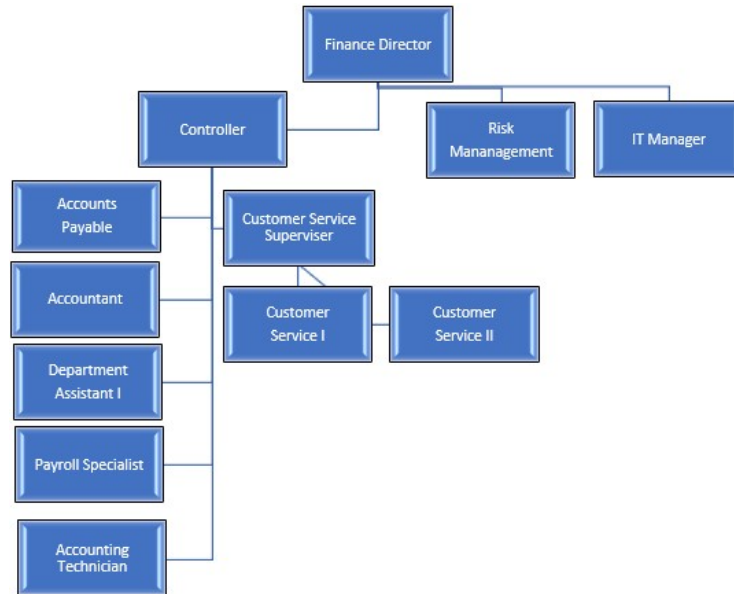 Finance Director
Controller
Risk
Mananagement
IT Manager
Accounts
Payable
Customer Service
Superviser
Accountant
Customer
Service I
Customer
Service II
Department
Assistant I
Payroll Specialist
Accounting
Technician